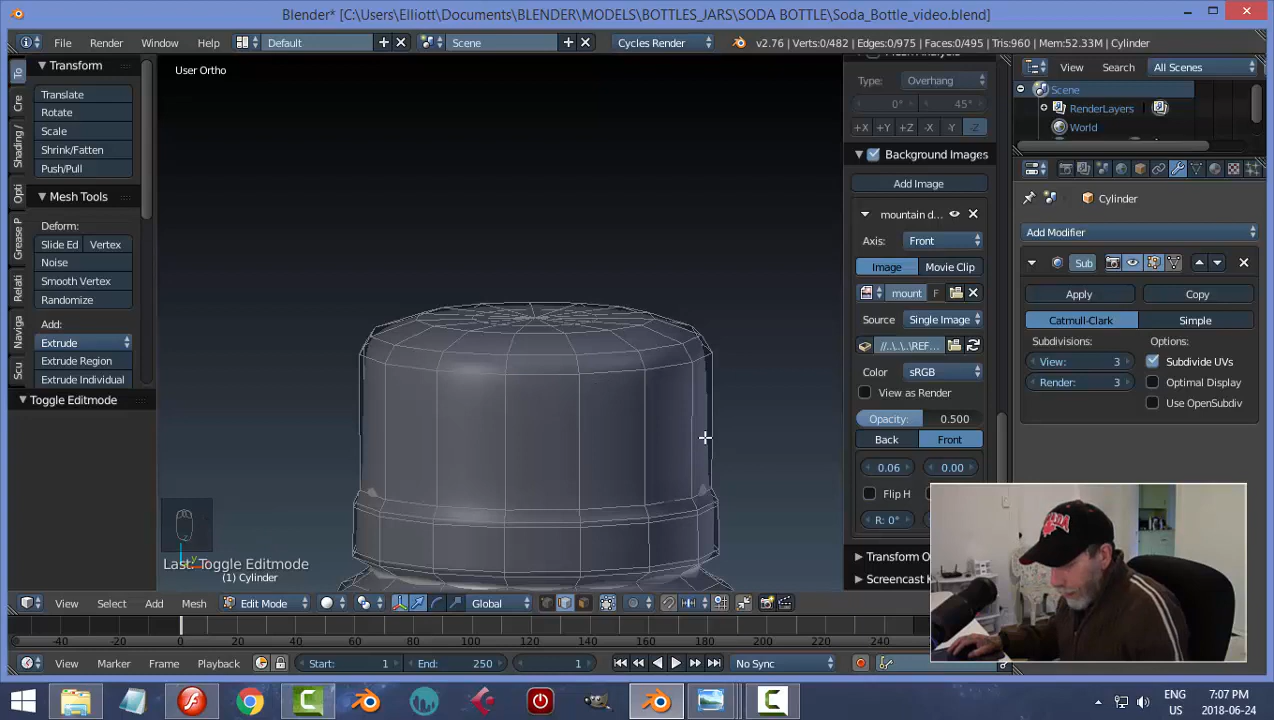 Blender* [C:\Users\Elliott\Documents\BLENDER\MODELS\BOTTLES_JARS\SODA BOTTLE\Soda_Bottle_video.blend]
File Render Window Help Default Scene Cycles Render v2.76 | Verts:0/482 | Edges:0/975 | Faces:0/495 | Tris:960 | Mem:52.33M | Cylinder
To
Cre
Shading /
Opti
Grease P
Relati
Naviga
Scu
Transform
Translate
Rotate
Scale
Shrink/Fatten
Push/Pull
Mesh Tools
Deform:
Slide Ed Vertex
Noise
Smooth Vertex
Randomize
Add:
Extrude
Extrude Region
Extrude Individual
Toggle Editmode
User Ortho
Last: Toggle Editmode
(1) Cylinder
Type: Overhang
0° 45°
+X +Y +Z -X -Y -Z
Background Images
Add Image
mountain d...
Axis: Front
Image Movie Clip
mount F
Source Single Image
//..\..\..\REF...
Color sRGB
View as Render
Opacity: 0.500
Back Front
0.06 0.00
Flip H
R: 0°
Transform O
Screencast K
View Search All Scenes
Scene
RenderLayers
World
Cylinder
Add Modifier
Sub
Apply Copy
Catmull-Clark Simple
Subdivisions: Options:
View: 3 Subdivide UVs
Render: 3 Optimal Display
Use OpenSubdiv
View Select Add Mesh Edit Mode Global
-40 -20 0 20 40 60 80 100 120 140 160 180 200 220 240
View Marker Frame Playback Start: 1 End: 250 1 No Sync
ENG
US
7:07 PM
2018-06-24